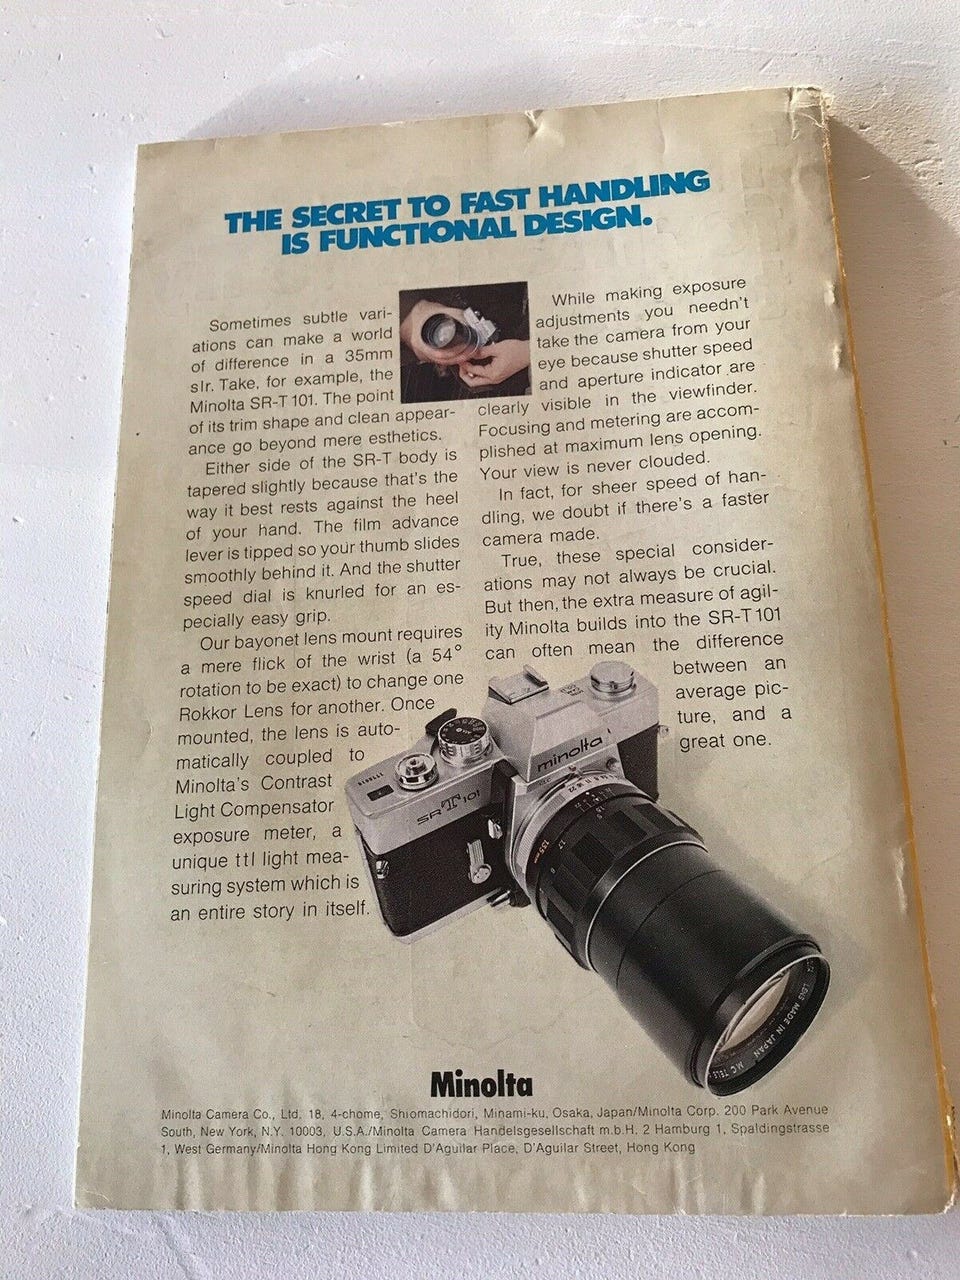 THE SECRET TO FAST HANDLING
IS FUNCTIONAL DESIGN.
Sometimes subtle vari-
ations can make a world
of difference in a 35mm
slr. Take, for example, the
Minolta SR-T 101. The point
of its trim shape and clean appear-
ance go beyond mere esthetics.
Either side of the SR-T body is
tapered slightly because that's the
way it best rests against the heel
of your hand. The film advance
lever is tipped so your thumb slides
smoothly behind it. And the shutter
speed dial is knurled for an es-
pecially easy grip.
Our bayonet lens mount requires
a mere flick of the wrist (a 54°
rotation to be exact) to change one
Rokkor Lens for another. Once
mounted, the lens is auto-
matically coupled to
Minolta's Contrast
Light Compensator
exposure meter, a
unique ttl light mea-
suring system which is
an entire story in itself.
While making exposure
adjustments you needn't
take the camera from your
eye because shutter speed
and aperture indicator are
clearly visible in the viewfinder.
Focusing and metering are accom-
plished at maximum lens opening.
Your view is never clouded.
In fact, for sheer speed of han-
dling, we doubt if there's a faster
camera made.
True, these special consider-
ations may not always be crucial.
But then, the extra measure of agil-
ity Minolta builds into the SR-T 101
can often mean the difference
between an
average pic-
ture, and a
great one.
minolta
SRT 101
135mm
LENS MADE IN JAPAN
MC TELE
Minolta
Minolta Camera Co., Ltd. 18, 4-chome, Shiomachidori, Minami-ku, Osaka, Japan/Minolta Corp. 200 Park Avenue
South, New York, N.Y. 10003, U.S.A./Minolta Camera Handelsgesellschaft m.b.H. 2 Hamburg 1, Spaldingstrasse
1, West Germany/Minolta Hong Kong Limited D'Aguilar Place, D'Aguilar Street, Hong Kong